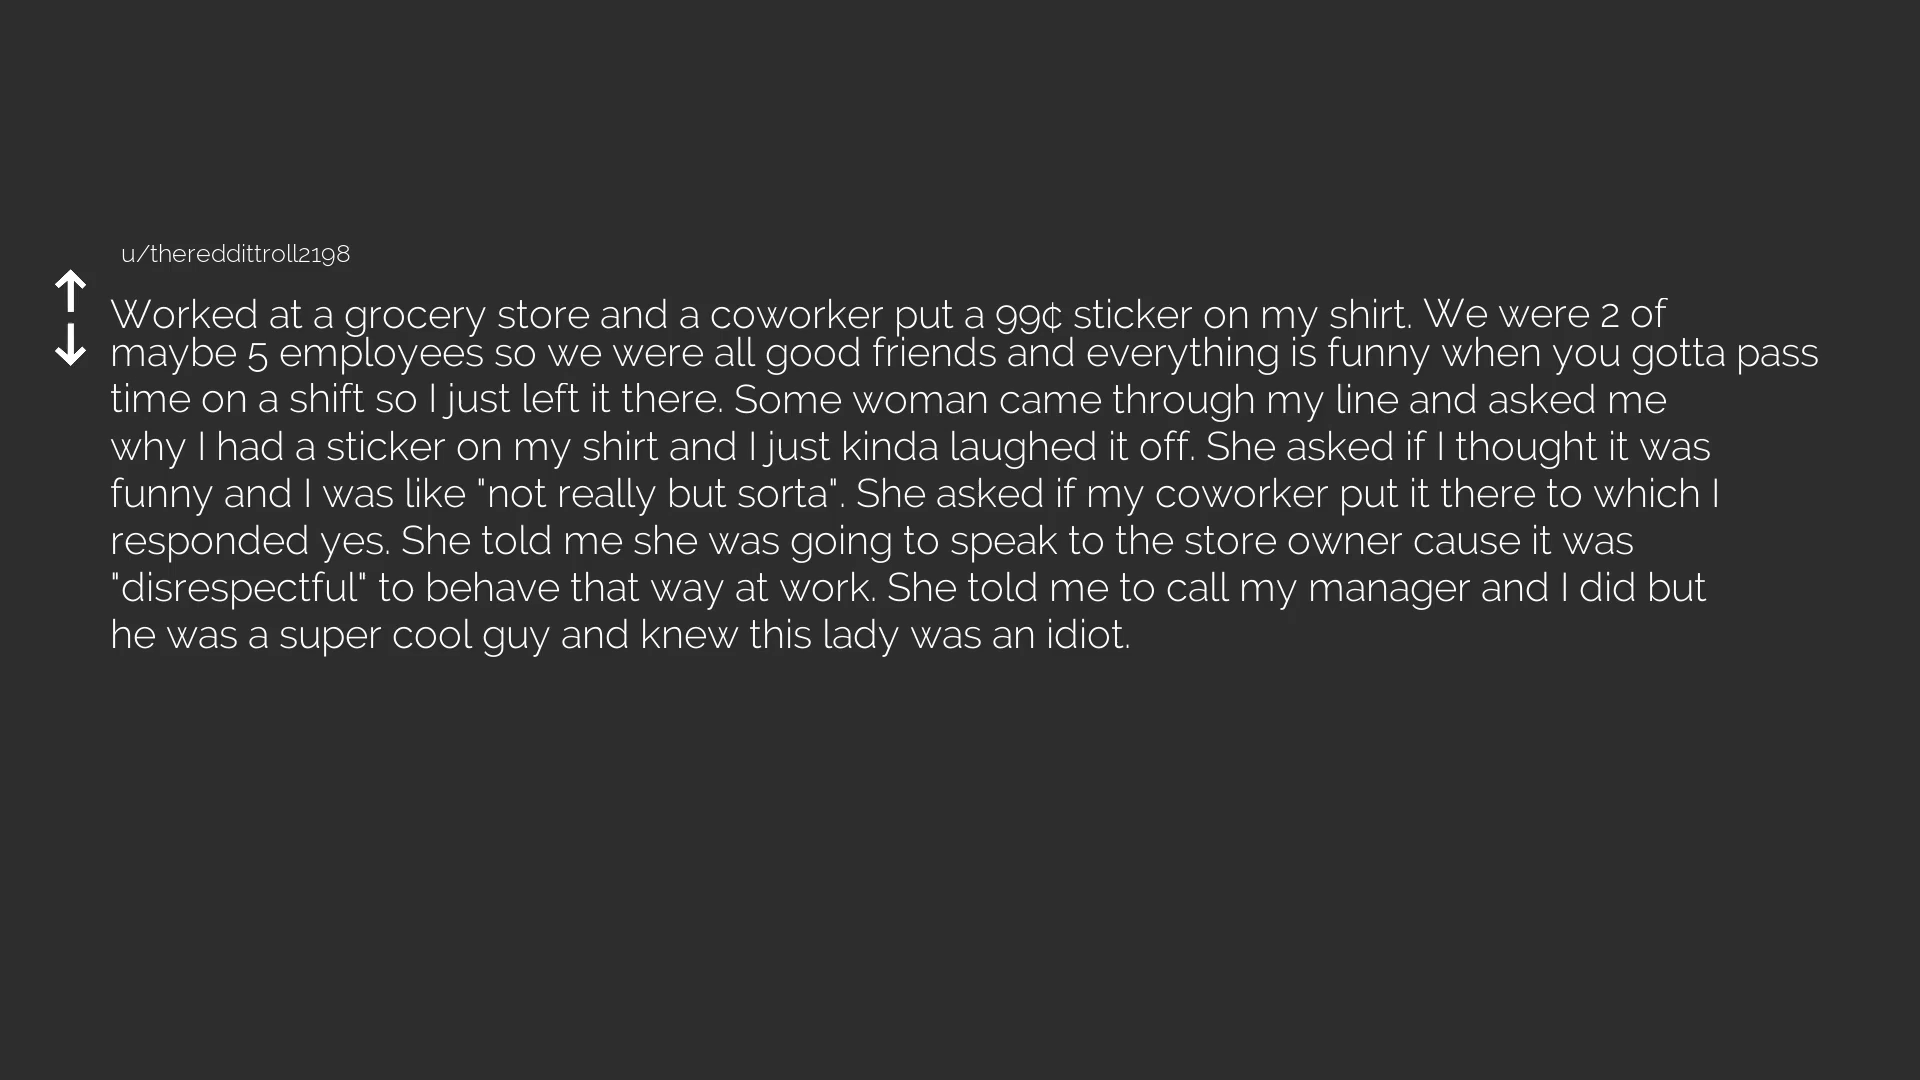 u/thereddittroll2198
Worked at a grocery store and a coworker put a 99¢ sticker on my shirt. We were 2 of
maybe 5 employees so we were all good friends and everything is funny when you gotta pass
time on a shift so I just left it there. Some woman came through my line and asked me
why I had a sticker on my shirt and I just kinda laughed it off. She asked if I thought it was
funny and I was like "not really but sorta". She asked if my coworker put it there to which I
responded yes. She told me she was going to speak to the store owner cause it was
"disrespectful" to behave that way at work. She told me to call my manager and I did but
he was a super cool guy and knew this lady was an idiot.